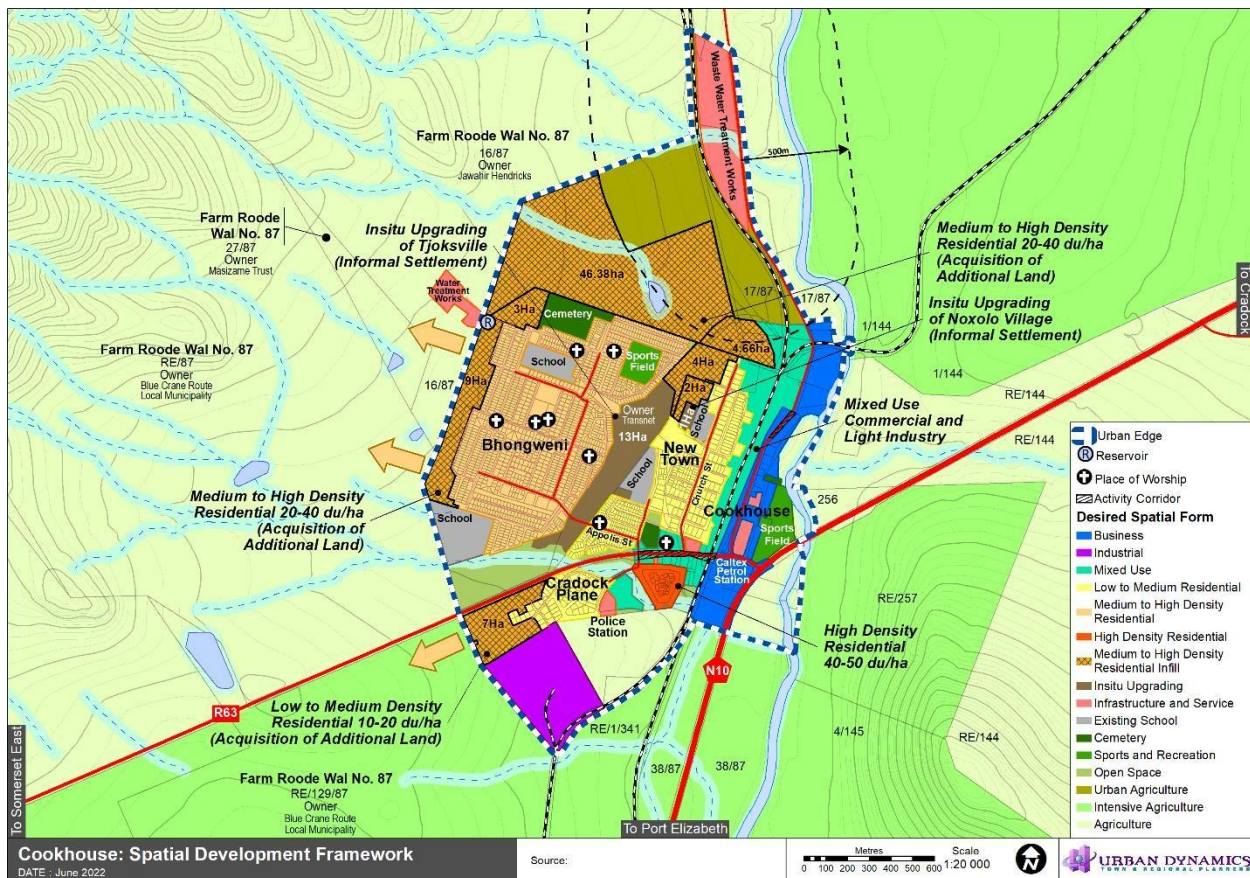 Waste Water Treatment Works
500m
Farm Roode Wal No. 87
16/87
Owner
Jawahir Hendricks
Farm Roode
Wal No. 87
27/87
Owner
Masizame Trust
Insitu Upgrading
of Tjoksville
(Informal Settlement)
Medium to High Density
Residential 20-40 du/ha
(Acquisition of
Additional Land)
Insitu Upgrading
of Noxolo Village
(Informal Settlement)
To Cradock
46.38ha
17/87
17/87
Water
Treatment
Works
R
3Ha
Cemetery
1/144
4.66ha
Farm Roode Wal No. 87
RE/87
Owner
Blue Crane Route
Local Municipality
16/87
9Ha
School
Sports
Field
4Ha
2Ha
1Ha
School
1/144
RE/144
RE/144
Owner
Transnet
13Ha
Bhongweni
New
Town
School
Church St
Mixed Use
Commercial and
Light Industry
256
Medium to High Density
Residential 20-40 du/ha
(Acquisition of
Additional Land)
School
Appolis St
Cookhouse
Sports
Field
Caltex
Petrol
Station
Cradock
Plane
Police
Station
RE/257
7Ha
High Density
Residential
40-50 du/ha
N10
R63
Low to Medium Density
Residential 10-20 du/ha
(Acquisition of Additional Land)
RE/1/341
4/145
RE/144
38/87
38/87
Farm Roode Wal No. 87
RE/129/87
Owner
Blue Crane Route
Local Municipality
To Somerset East
To Port Elizabeth
Urban Edge
R Reservoir
Place of Worship
Activity Corridor
Desired Spatial Form
Business
Industrial
Mixed Use
Low to Medium Residential
Medium to High Density
Residential
High Density Residential
Medium to High Density
Residential Infill
Insitu Upgrading
Infrastructure and Service
Existing School
Cemetery
Sports and Recreation
Open Space
Urban Agriculture
Intensive Agriculture
Agriculture
Cookhouse: Spatial Development Framework
DATE : June 2022
Source:
Metres
0 100 200 300 400 500 600
Scale
1:20 000
N
URBAN DYNAMICS
TOWN & REGIONAL PLANNERS